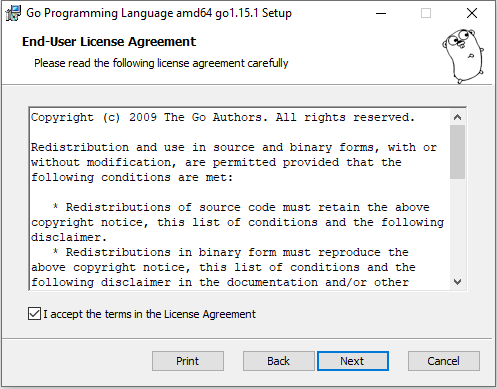 Go Programming Language amd64 go1.15.1 Setup
End-User License Agreement
Please read the following license agreement carefully
Copyright (c) 2009 The Go Authors. All rights reserved.
Redistribution and use in source and binary forms, with or
without modification, are permitted provided that the
following conditions are met:
* Redistributions of source code must retain the above
copyright notice, this list of conditions and the following
disclaimer.
* Redistributions in binary form must reproduce the
above copyright notice, this list of conditions and the
following disclaimer in the documentation and/or other
I accept the terms in the License Agreement
Print Back Next Cancel